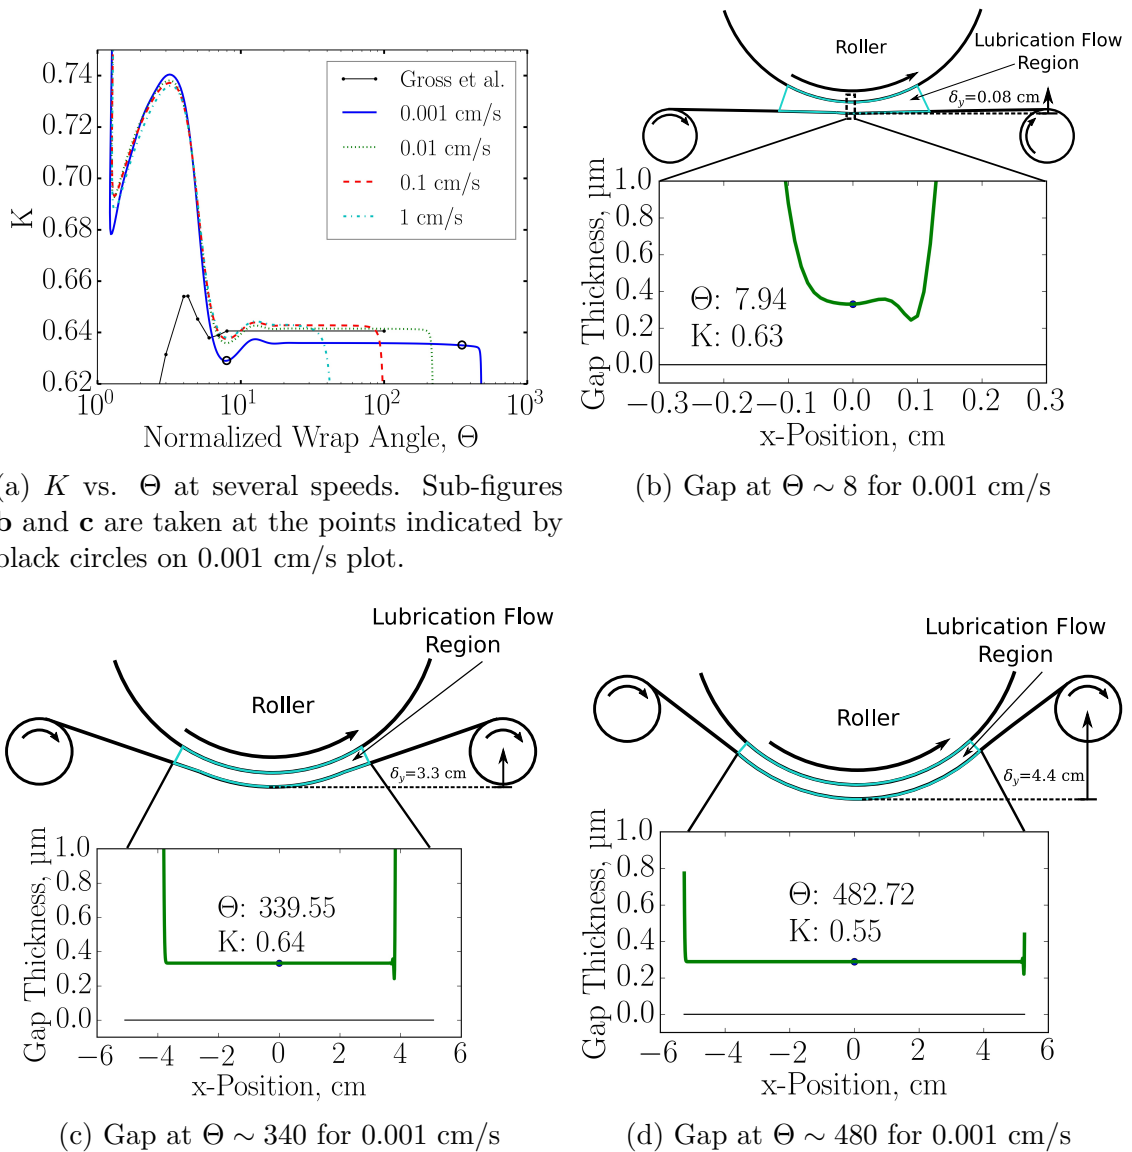 0.74
0.72
0.70
0.68
0.66
0.64
0.62
K
10^0
10^1
10^2
10^3
Normalized Wrap Angle, Θ
Gross et al.
0.001 cm/s
0.01 cm/s
0.1 cm/s
1 cm/s
(a) K vs. Θ at several speeds. Sub-figures
b and c are taken at the points indicated by
black circles on 0.001 cm/s plot.
Roller
Lubrication Flow
Region
δy=0.08 cm
1.0
0.8
0.6
0.4
0.2
0.0
Gap Thickness, µm
Θ: 7.94
K: 0.63
−0.3 −0.2 −0.1 0.0 0.1 0.2 0.3
x-Position, cm
(b) Gap at Θ ∼ 8 for 0.001 cm/s
Lubrication Flow
Region
Roller
δy=3.3 cm
1.0
0.8
0.6
0.4
0.2
0.0
Gap Thickness, µm
Θ: 339.55
K: 0.64
−6 −4 −2 0 2 4 6
x-Position, cm
(c) Gap at Θ ∼ 340 for 0.001 cm/s
Lubrication Flow
Region
Roller
δy=4.4 cm
1.0
0.8
0.6
0.4
0.2
0.0
Gap Thickness, µm
Θ: 482.72
K: 0.55
−6 −4 −2 0 2 4 6
x-Position, cm
(d) Gap at Θ ∼ 480 for 0.001 cm/s